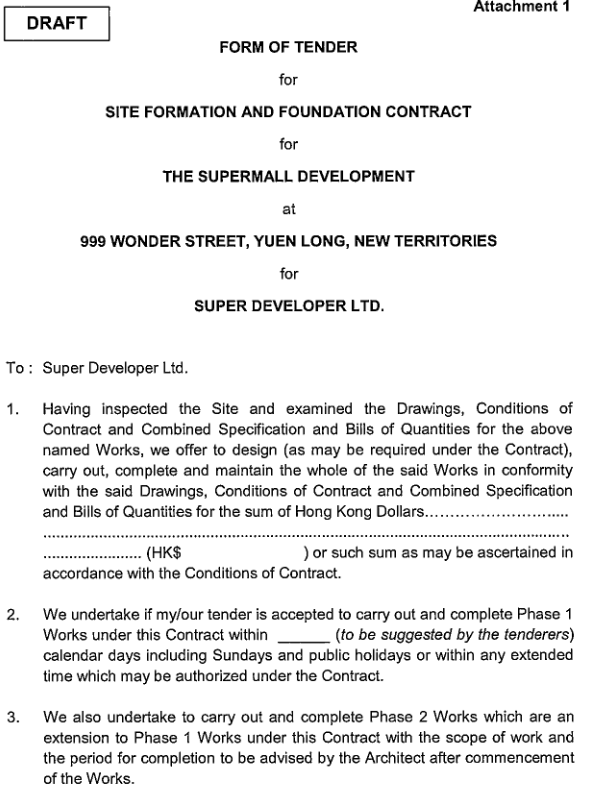 Attachment 1
DRAFT
FORM OF TENDER
for
SITE FORMATION AND FOUNDATION CONTRACT
for
THE SUPERMALL DEVELOPMENT
at
999 WONDER STREET, YUEN LONG, NEW TERRITORIES
for
SUPER DEVELOPER LTD.
To : Super Developer Ltd.
1. Having inspected the Site and examined the Drawings, Conditions of
Contract and Combined Specification and Bills of Quantities for the above
named Works, we offer to design (as may be required under the Contract),
carry out, complete and maintain the whole of the said Works in conformity
with the said Drawings, Conditions of Contract and Combined Specification
and Bills of Quantities for the sum of Hong Kong Dollars...........................
....................................................................................................
....................... (HK$ ) or such sum as may be ascertained in
accordance with the Conditions of Contract.
2. We undertake if my/our tender is accepted to carry out and complete Phase 1
Works under this Contract within ______ (to be suggested by the tenderers)
calendar days including Sundays and public holidays or within any extended
time which may be authorized under the Contract.
3. We also undertake to carry out and complete Phase 2 Works which are an
extension to Phase 1 Works under this Contract with the scope of work and
the period for completion to be advised by the Architect after commencement
of the Works.